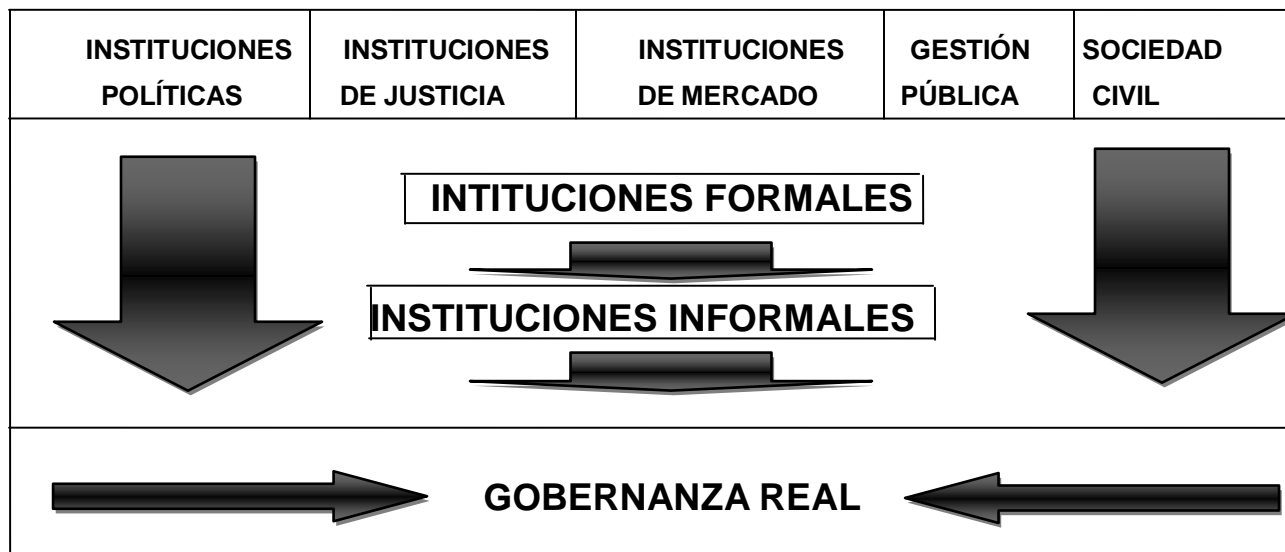 INSTITUCIONES
POLÍTICAS
INSTITUCIONES
DE JUSTICIA
INSTITUCIONES
DE MERCADO
GESTIÓN
PÚBLICA
SOCIEDAD
CIVIL
INTITUCIONES FORMALES
INSTITUCIONES INFORMALES
GOBERNANZA REAL